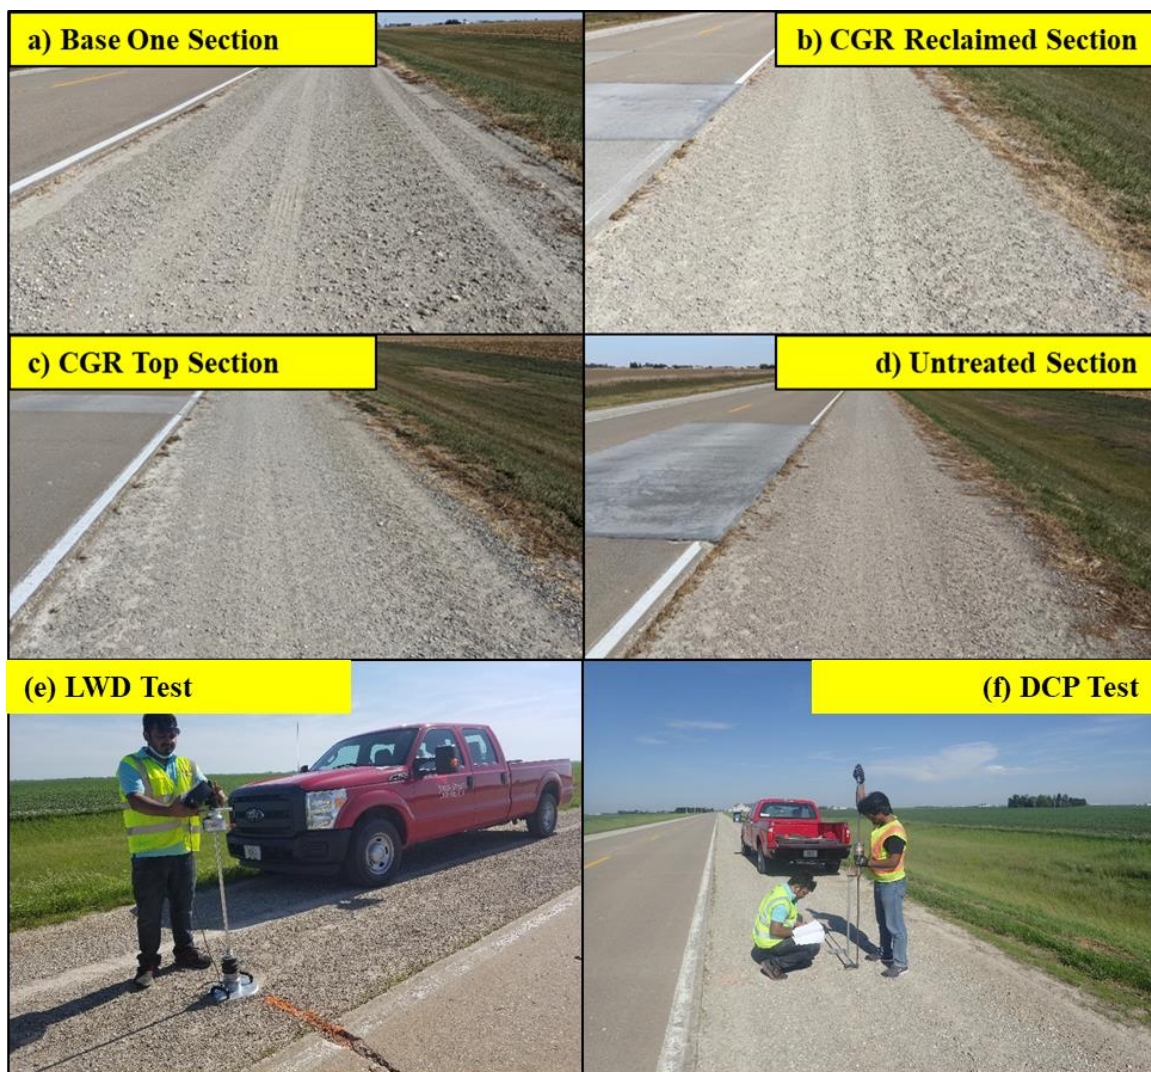 a) Base One Section
b) CGR Reclaimed Section
c) CGR Top Section
d) Untreated Section
(e) LWD Test
(f) DCP Test